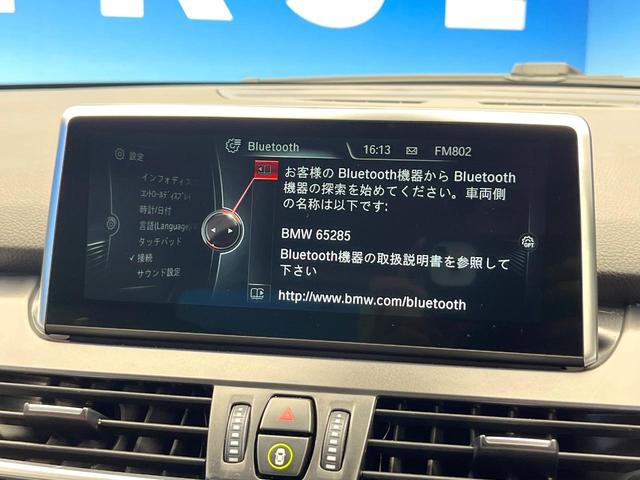 Bluetooth
16:13
FM802
設定
インフォディス
コントロールディスプレイ
時計/日付
言語(Language)/
タッチパッド
接続
サウンド設定
お客様の Bluetooth機器から Bluetooth
機器の探索を始めてください。車両側
の名称は以下です:
BMW 65285
Bluetooth機器の取扱説明書を参照して
下さい
http://www.bmw.com/bluetooth
OPT